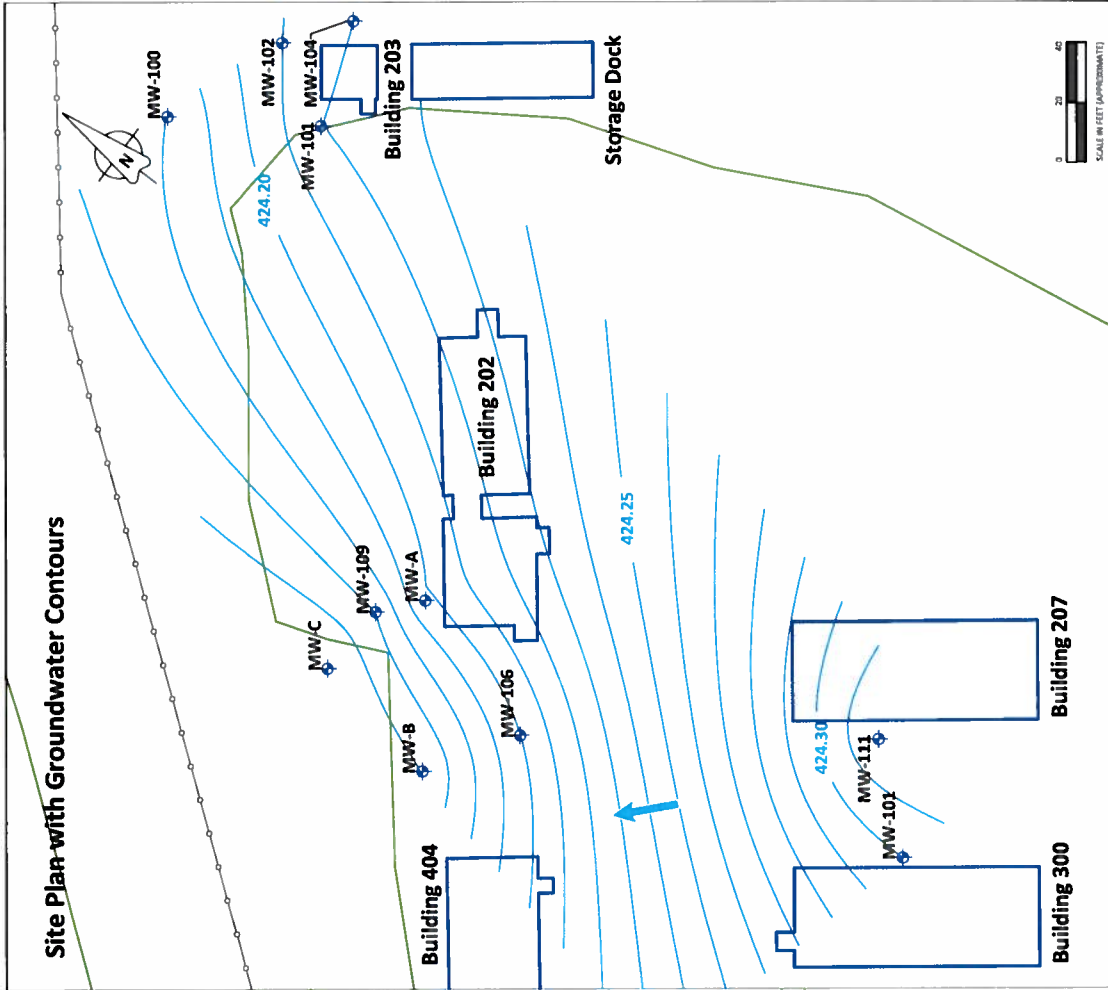 Site Plan with Groundwater Contours
MW-100
MW-102
MW-104
MW-101
Building 203
Storage Dock
N
424.20
Building 202
MW-109
MW-A
MW-C
MW-106
MW-B
424.25
Building 404
424.30
MW-111
MW-101
Building 207
Building 300
0 20 40
SCALE IN FEET (APPROXIMATE)